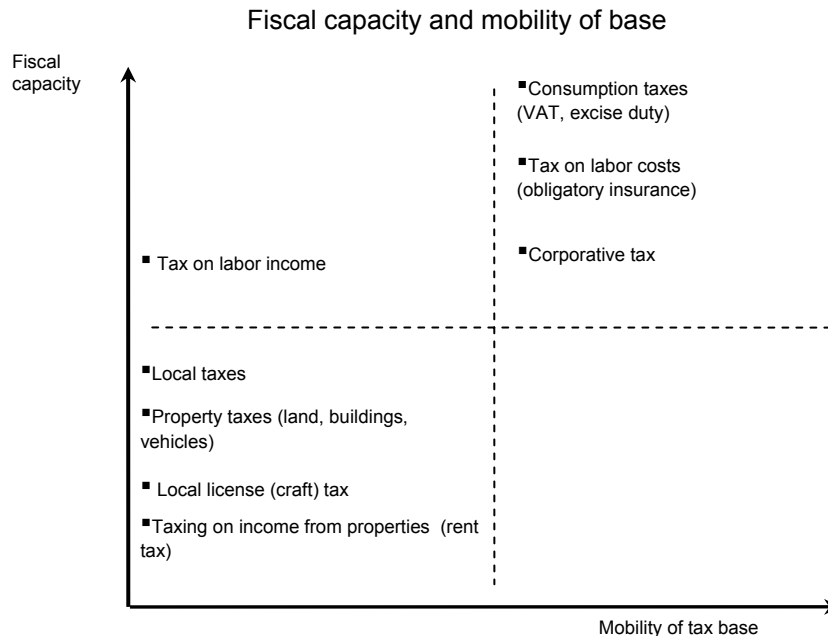 Fiscal capacity and mobility of base
Fiscal
capacity
▪Consumption taxes
(VAT, excise duty)
▪Tax on labor costs
(obligatory insurance)
▪Corporative tax
▪ Tax on labor income
▪Local taxes
▪Property taxes (land, buildings,
vehicles)
▪ Local license (craft) tax
▪Taxing on income from properties (rent
tax)
Mobility of tax base